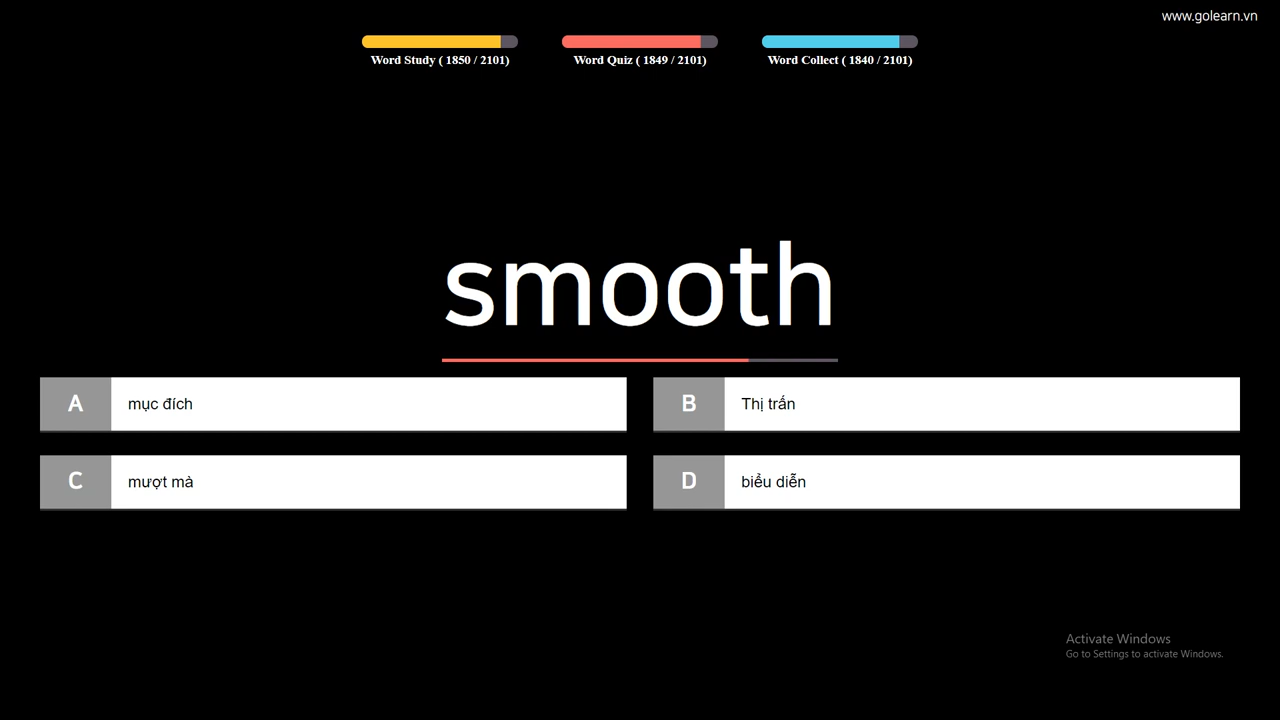 www.golearn.vn
Word Study ( 1850 / 2101)
Word Quiz ( 1849 / 2101)
Word Collect ( 1840 / 2101)
smooth
A mục đích
B Thị trấn
C mượt mà
D biểu diễn
Activate Windows
Go to Settings to activate Windows.